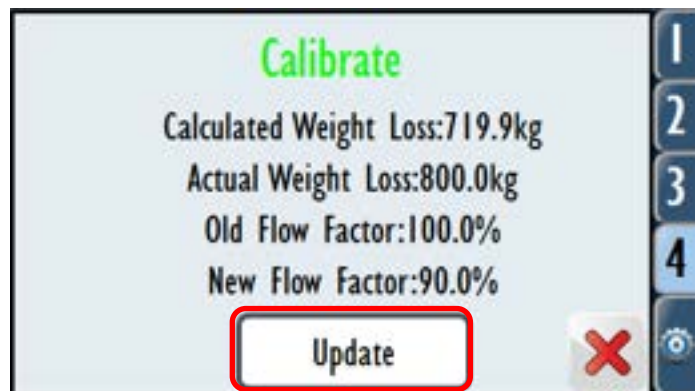 Calibrate
Calculated Weight Loss:719.9kg
Actual Weight Loss:800.0kg
Old Flow Factor:100.0%
New Flow Factor:90.0%
Update
1
2
3
4